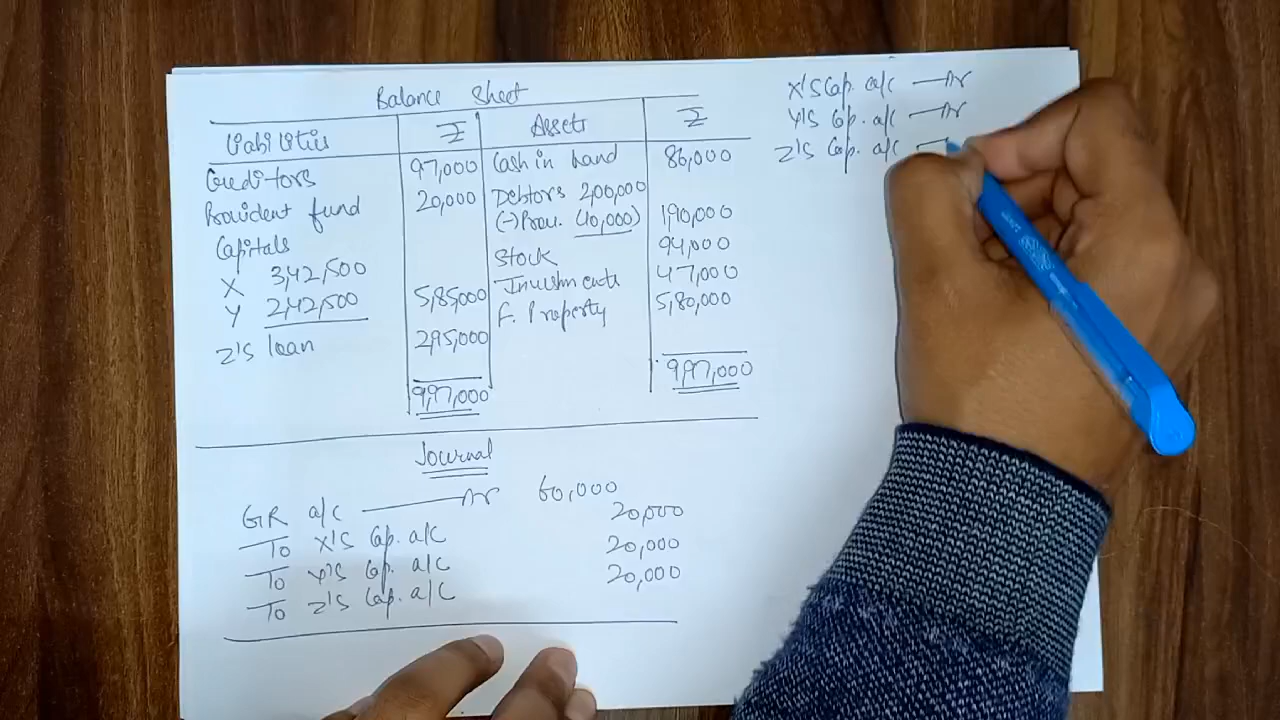 Balance Sheet
Liabilities ₹ Assets ₹
Creditors 97,000 Cash in hand 86,000
Provident fund 20,000 Debtors 2,00,000
(-) Prov. (10,000) 190,000
Capitals Stock 94,000
X 3,42,500 Investments 47,000
Y 2,42,500 5,85,000 F. Property 5,80,000
Z's loan 2,95,000
9,97,000 9,97,000
Journal
GR a/c Dr 60,000
To X's Cap. a/c 20,000
To Y's Cap. a/c 20,000
To Z's Cap. a/c 20,000
X's Cap. a/c Dr
Y's Cap. a/c Dr
Z's Cap. a/c